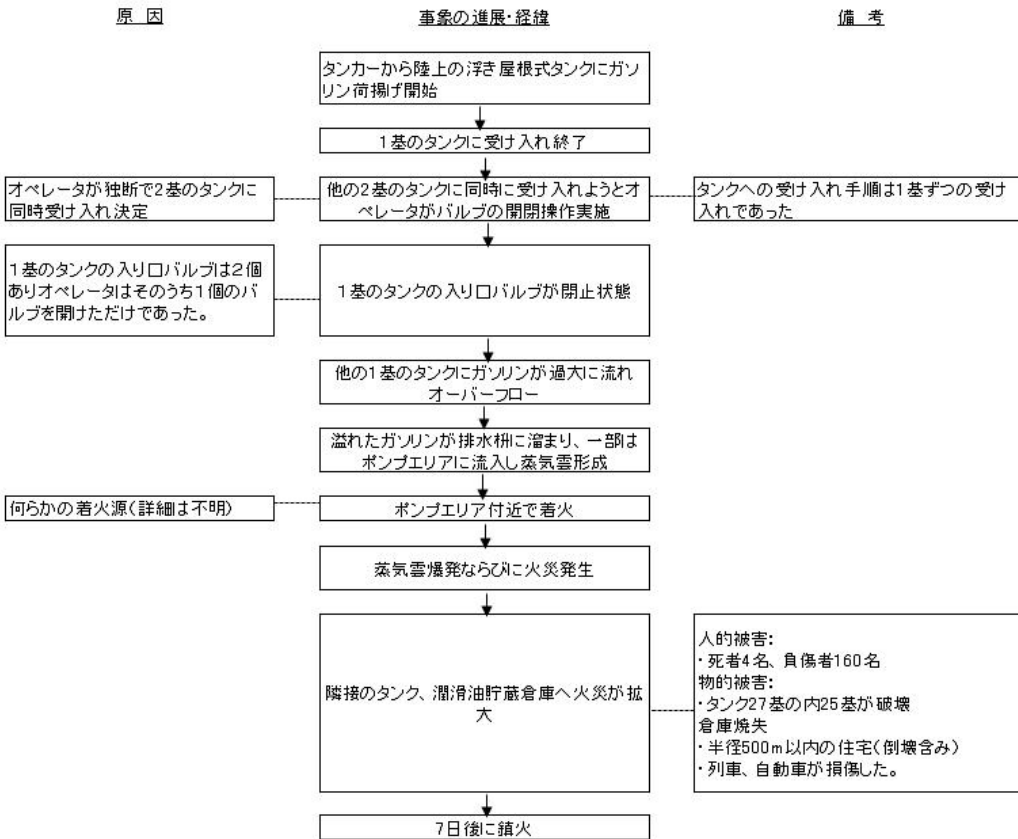 原 因
事象の進展・経緯
備 考
タンカーから陸上の浮き屋根式タンクにガソ
リン荷揚げ開始
1基のタンクに受け入れ終了
オペレータが独断で2基のタンクに
同時受け入れ決定
他の2基のタンクに同時に受け入れようとオ
ペレータがバルブの開閉操作実施
タンクへの受け入れ手順は1基ずつの受け
入れであった
1基のタンクの入り口バルブは2個
ありオペレータはそのうち1個のバ
ルブを開けただけであった。
1基のタンクの入り口バルブが閉止状態
他の1基のタンクにガソリンが過大に流れ
オーバーフロー
溢れたガソリンが排水枡に溜まり、一部は
ポンプエリアに流入し蒸気雲形成
何らかの着火源(詳細は不明)
ポンプエリア付近で着火
蒸気雲爆発ならびに火災発生
隣接のタンク、潤滑油貯蔵倉庫へ火災が拡
大
人的被害:
・死者4名、負傷者160名
物的被害:
・タンク27基の内25基が破壊
倉庫焼失
・半径500m以内の住宅(倒壊含み)
・列車、自動車が損傷した。
7日後に鎮火